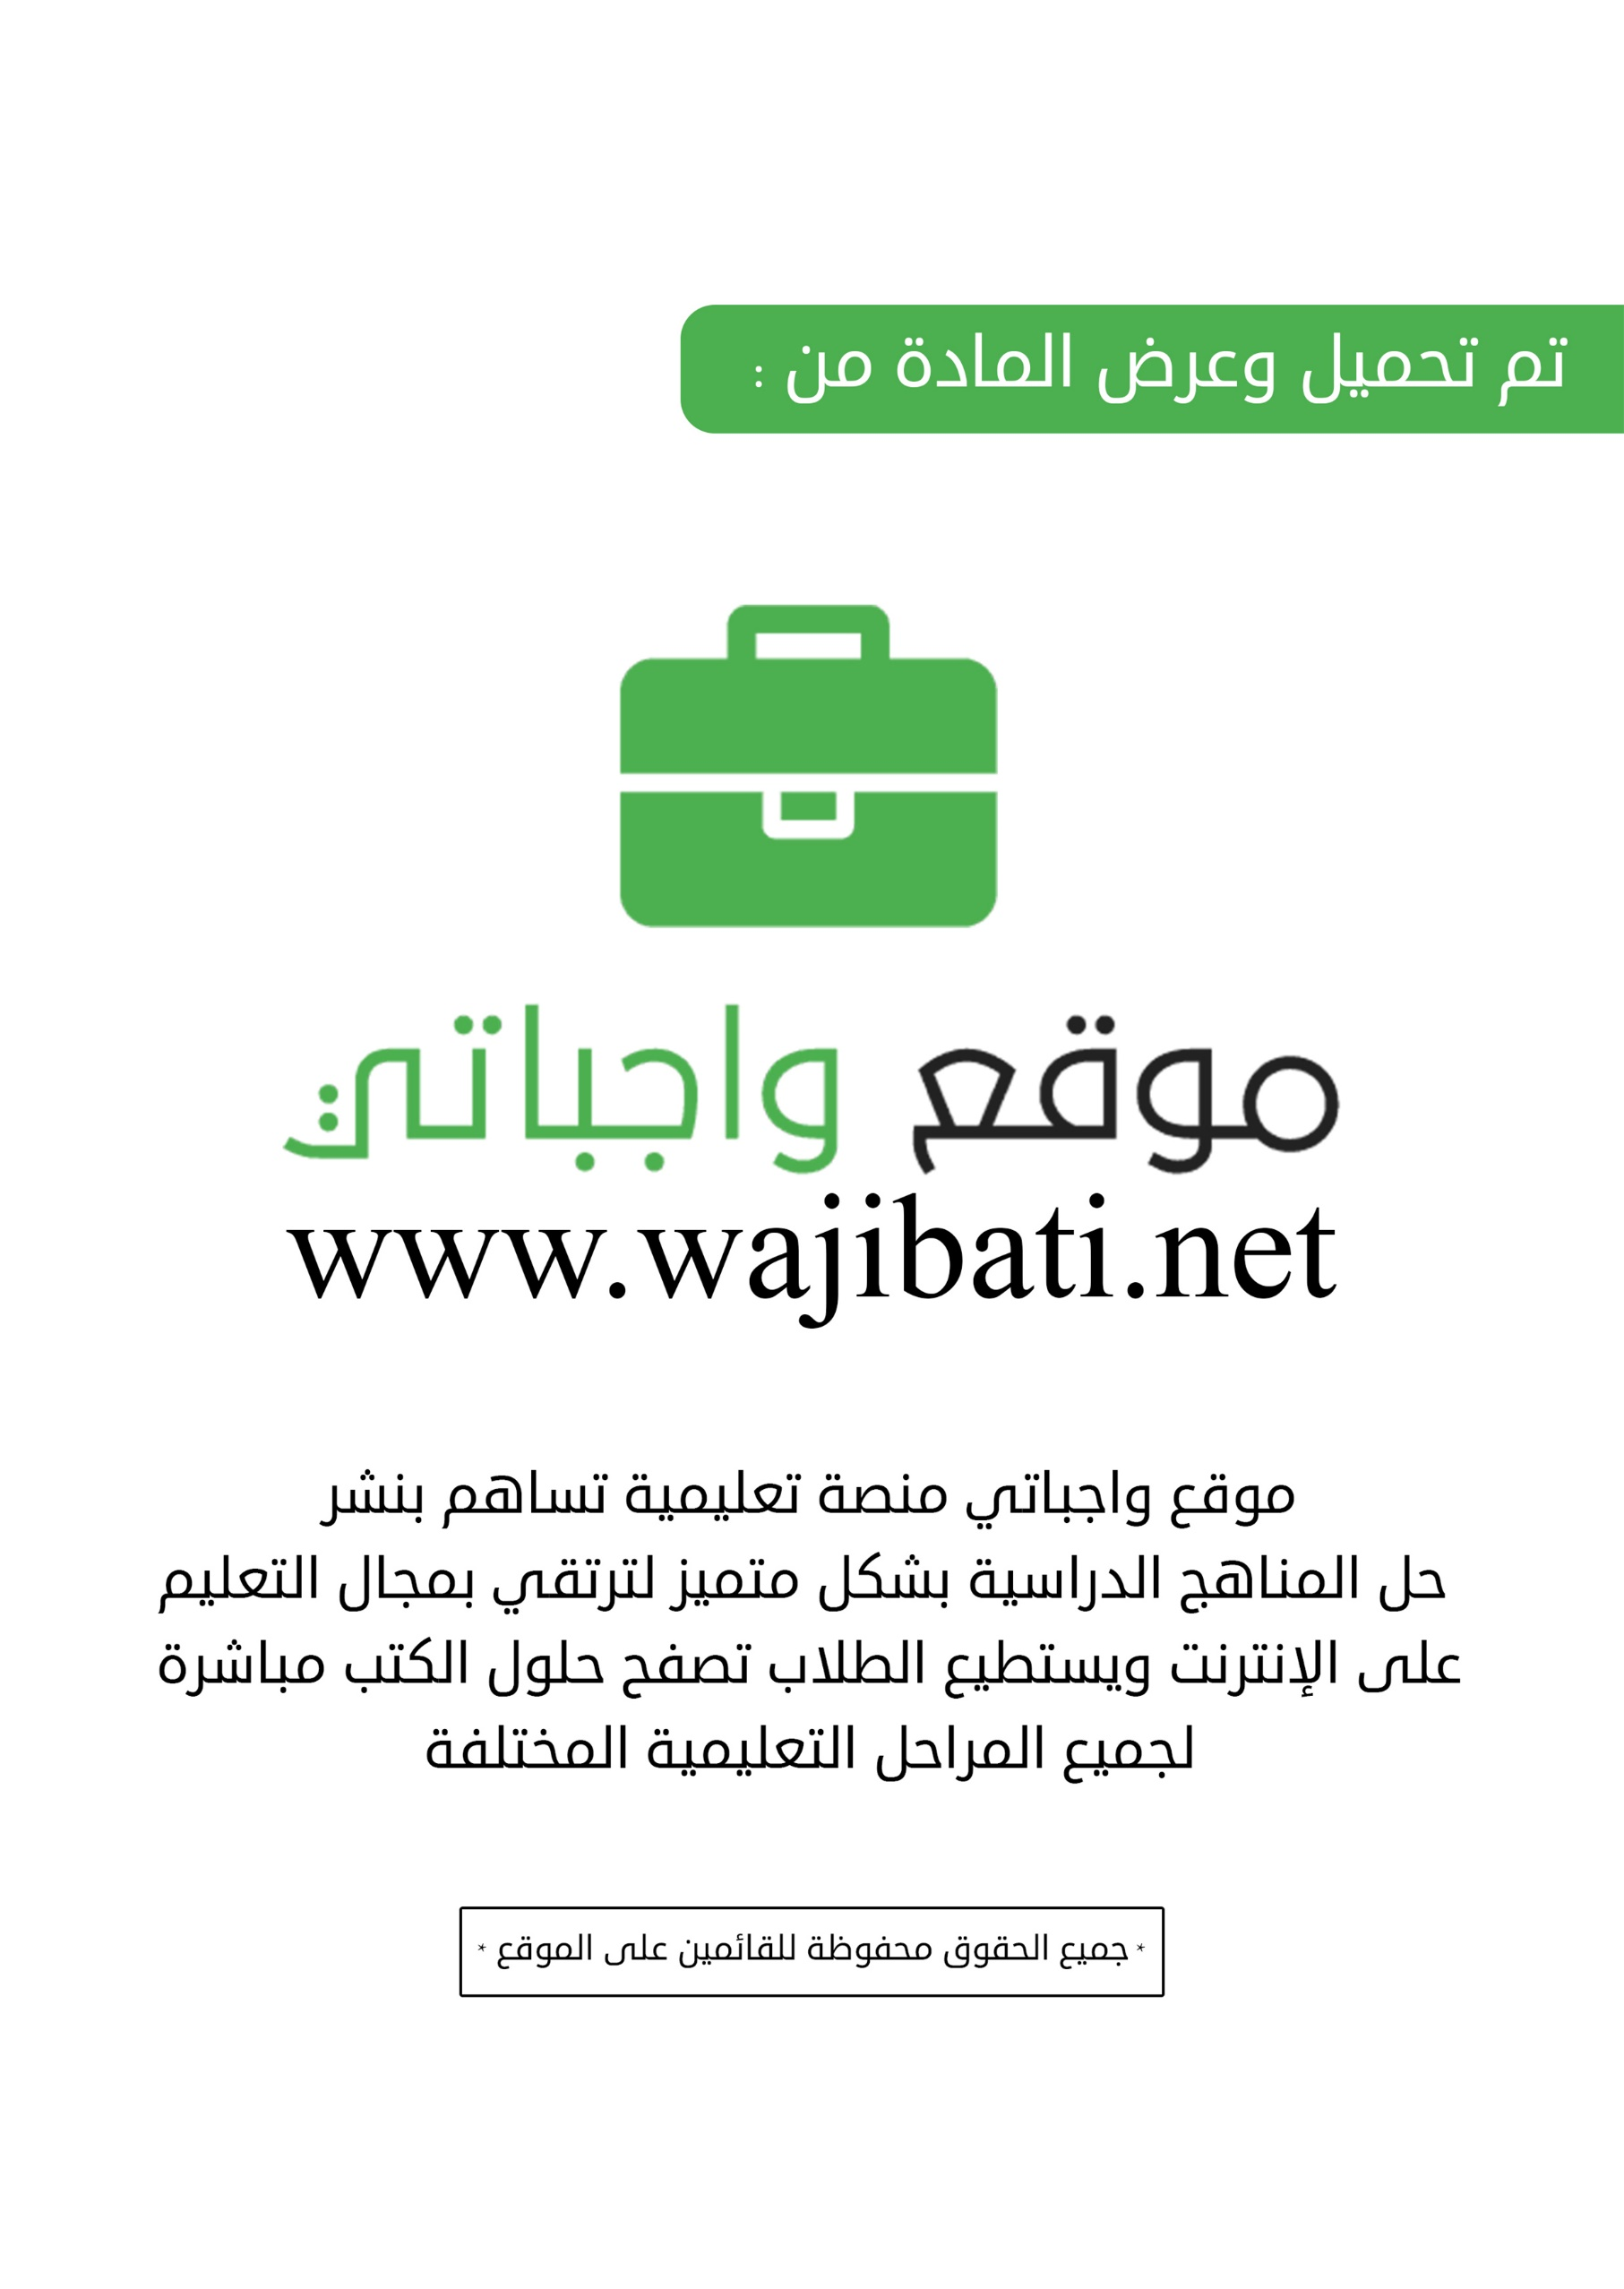 تم تحميل وعرض المادة من :
موقع واجباتي
www.wajibati.net
موقع واجباتي منصة تعليمية تساهم بنشر
حل المناهج الدراسية بشكل متميز لترتقي بمجال التعليم
على الإنترنت ويستطيع الطلاب تصفح حلول الكتب مباشرة
لجميع المراحل التعليمية المختلفة
*جميع الحقوق محفوظة للقائمين على الموقع *